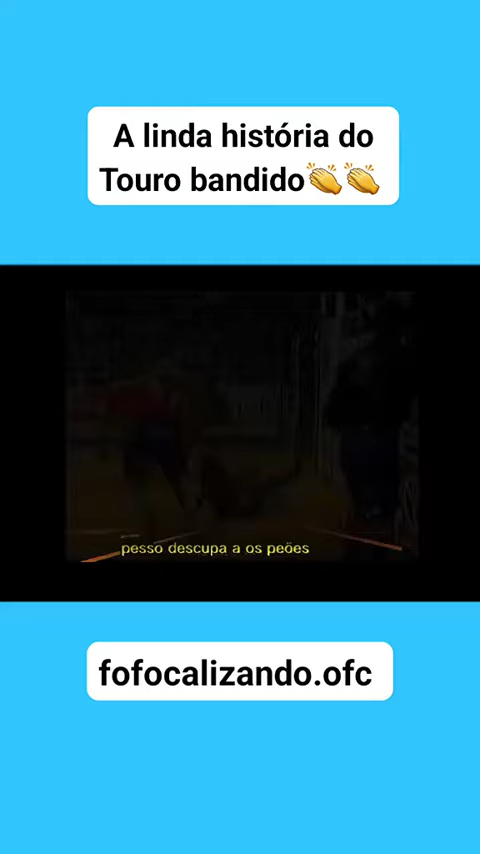 A linda história do
Touro bandido👏👏
pesso descupa a os peões
fofocalizando.ofc